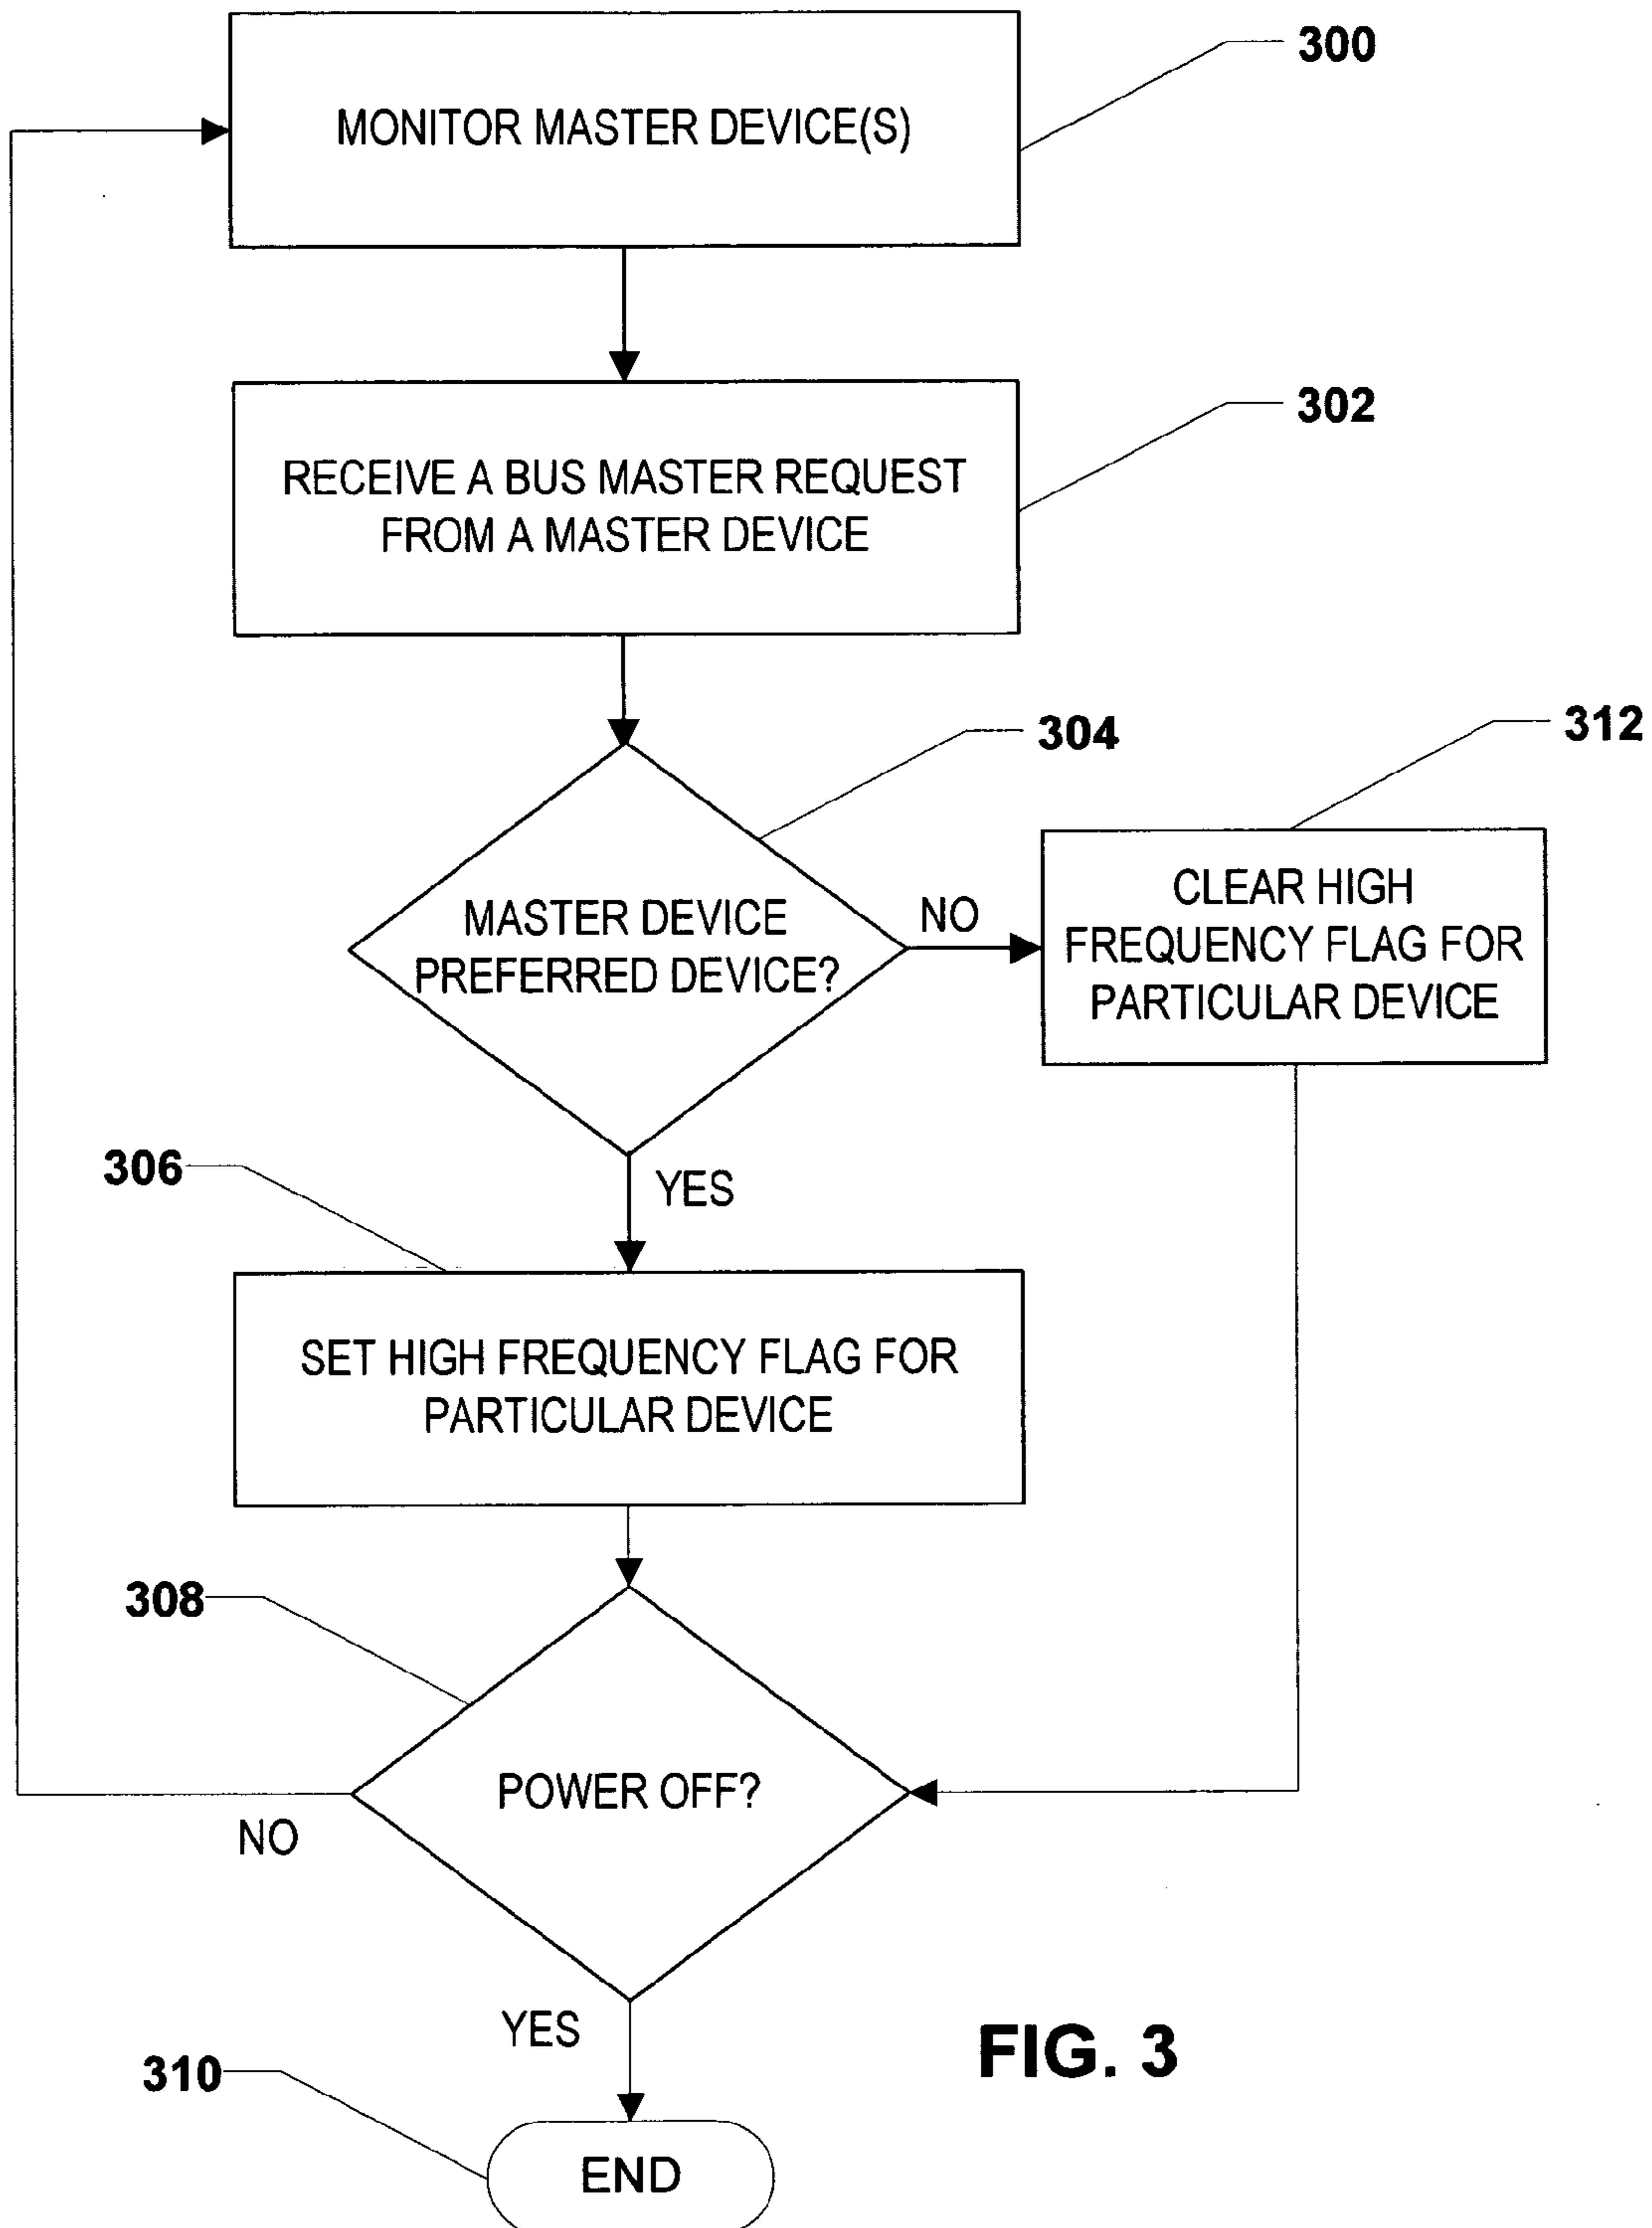 300
MONITOR MASTER DEVICE(S)
302
RECEIVE A BUS MASTER REQUEST
FROM A MASTER DEVICE
304
312
MASTER DEVICE
PREFERRED DEVICE?
NO
CLEAR HIGH
FREQUENCY FLAG FOR
PARTICULAR DEVICE
306
YES
SET HIGH FREQUENCY FLAG FOR
PARTICULAR DEVICE
308
POWER OFF?
NO
YES
FIG. 3
310
END